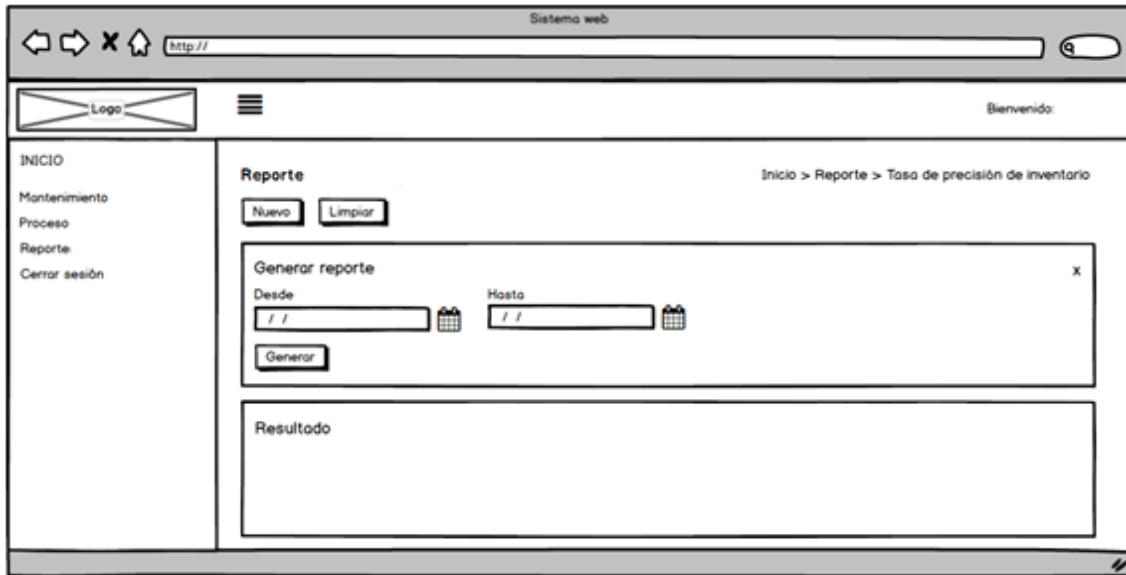 Sistema web
http://
Logo
Bienvenido:
INICIO
Mantenimiento
Proceso
Reporte
Cerrar sesión
Reporte
Inicio > Reporte > Tasa de precisión de inventario
Nuevo
Limpiar
Generar reporte
x
Desde
Hasta
/ /
/ /
Generar
Resultado